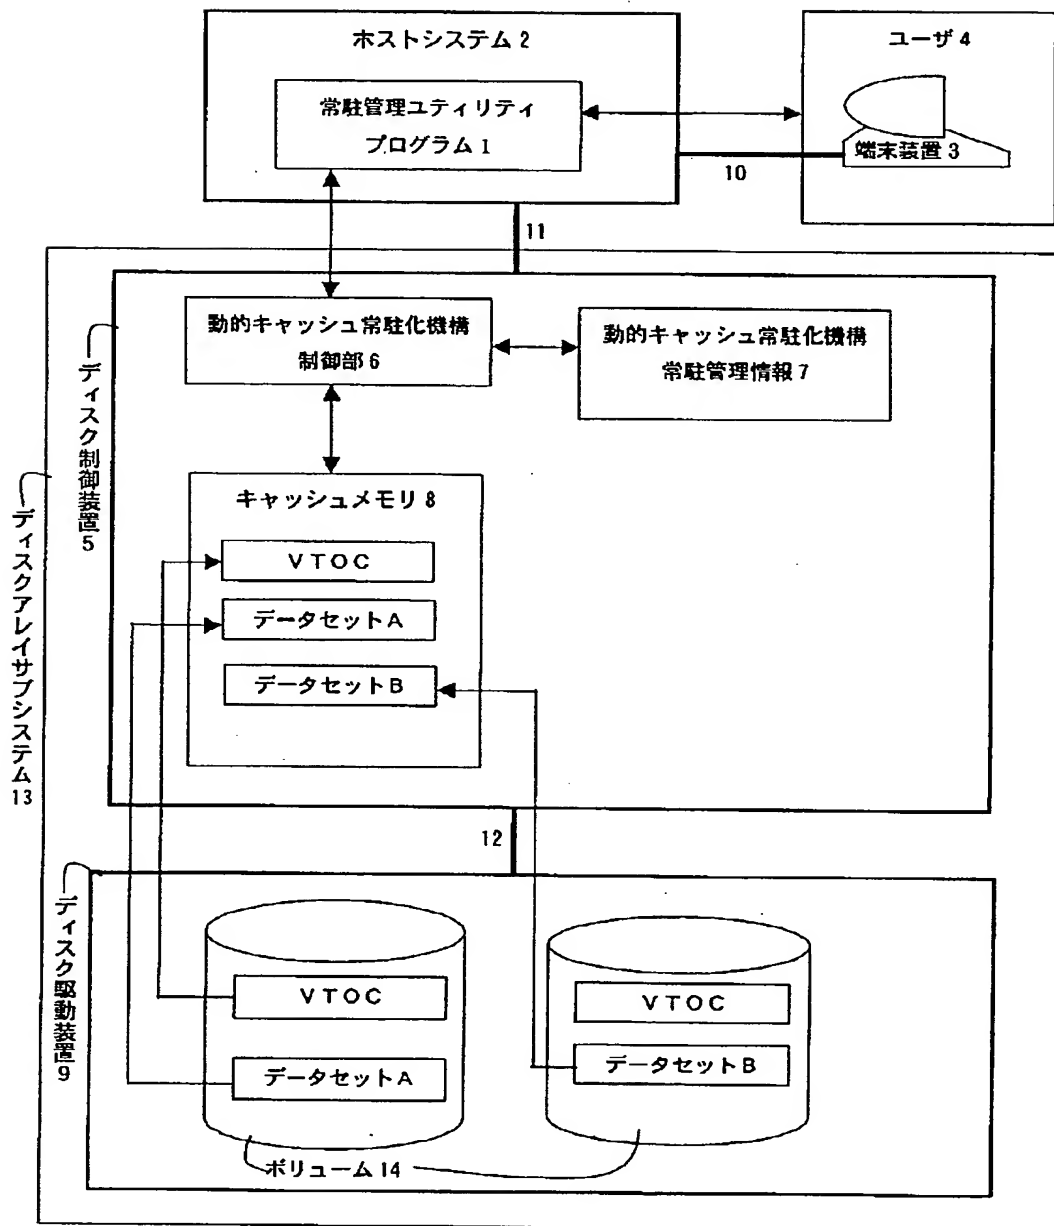 ホストシステム2
ユーザ4
常駐管理ユティリティ
プログラム1
端末装置3
10
11
動的キャッシュ常駐化機構
制御部6
動的キャッシュ常駐化機構
常駐管理情報7
ディスク制御装置5
ディスクアレイサブシステム13
キャッシュメモリ8
VTOC
データセットA
データセットB
12
ディスク駆動装置9
VTOC
データセットA
VTOC
データセットB
ボリューム14